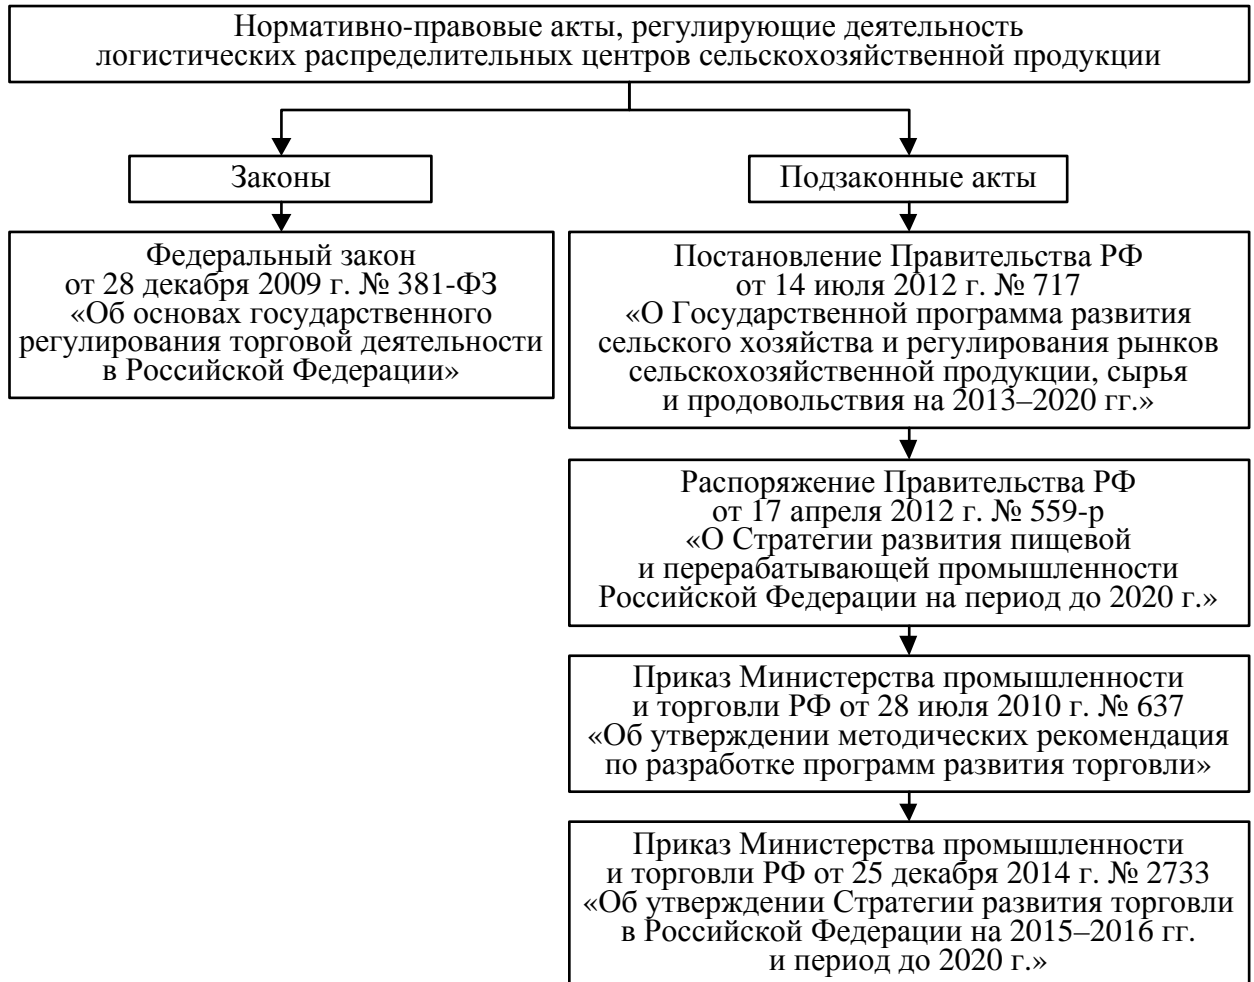 Нормативно-правовые акты, регулирующие деятельность
логистических распределительных центров сельскохозяйственной продукции
Законы
Подзаконные акты
Федеральный закон
от 28 декабря 2009 г. № 381-ФЗ
«Об основах государственного
регулирования торговой деятельности
в Российской Федерации»
Постановление Правительства РФ
от 14 июля 2012 г. № 717
«О Государственной программа развития
сельского хозяйства и регулирования рынков
сельскохозяйственной продукции, сырья
и продовольствия на 2013–2020 гг.»
Распоряжение Правительства РФ
от 17 апреля 2012 г. № 559-р
«О Стратегии развития пищевой
и перерабатывающей промышленности
Российской Федерации на период до 2020 г.»
Приказ Министерства промышленности
и торговли РФ от 28 июля 2010 г. № 637
«Об утверждении методических рекомендация
по разработке программ развития торговли»
Приказ Министерства промышленности
и торговли РФ от 25 декабря 2014 г. № 2733
«Об утверждении Стратегии развития торговли
в Российской Федерации на 2015–2016 гг.
и период до 2020 г.»